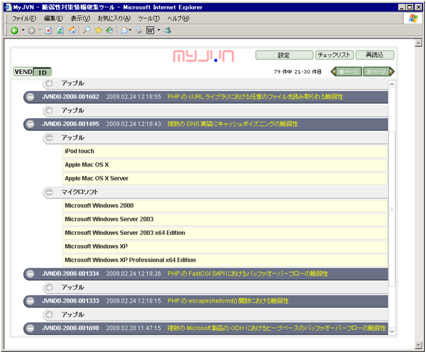 MyJVN - 脆弱性対策情報収集ツール - Microsoft Internet Explorer
ファイル(F) 編集(E) 表示(V) お気に入り(A) ツール(T) ヘルプ(H)
MyJVN
設定 チェックリスト 再読込
VEND ID
79 件中 21-30 件目 前ページ 次ページ
アップル
JVNDB-2008-001682 2009.02.24 12:18:55 PHP の cURL ライブラリにおける任意のファイルを読み取られる脆弱性
アップル
JVNDB-2008-001495 2009.02.24 12:18:43 複数の DNS 実装にキャッシュポイズニングの脆弱性
アップル
iPod touch
Apple Mac OS X
Apple Mac OS X Server
マイクロソフト
Microsoft Windows 2000
Microsoft Windows Server 2003
Microsoft Windows Server 2003 x64 Edition
Microsoft Windows XP
Microsoft Windows XP Professional x64 Edition
JVNDB-2008-001334 2009.02.24 12:18:26 PHP の FastCGI SAPI におけるバッファオーバーフローの脆弱性
アップル
JVNDB-2008-001333 2009.02.24 12:18:15 PHP の escapeshellcmd() 関数における脆弱性
アップル
JVNDB-2008-001698 2009.02.20 11:47:15 複数の Microsoft 製品の GDI+ におけるヒープベースのバッファオーバーフローの脆弱性